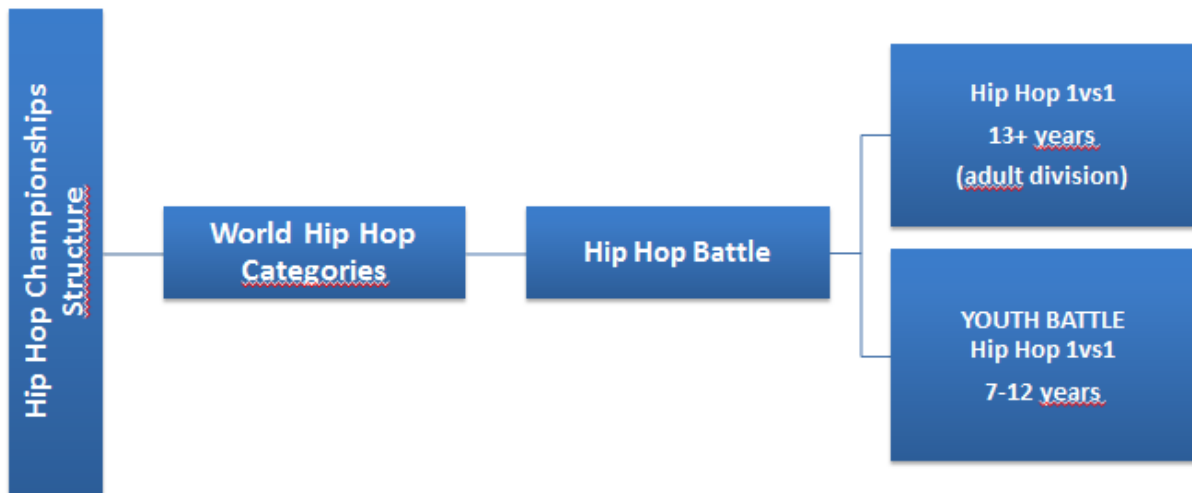 Hip Hop Championships
Structure
World Hip Hop
Categories
Hip Hop Battle
Hip Hop 1vs1
13+ years
(adult division)
YOUTH BATTLE
Hip Hop 1vs1
7-12 years